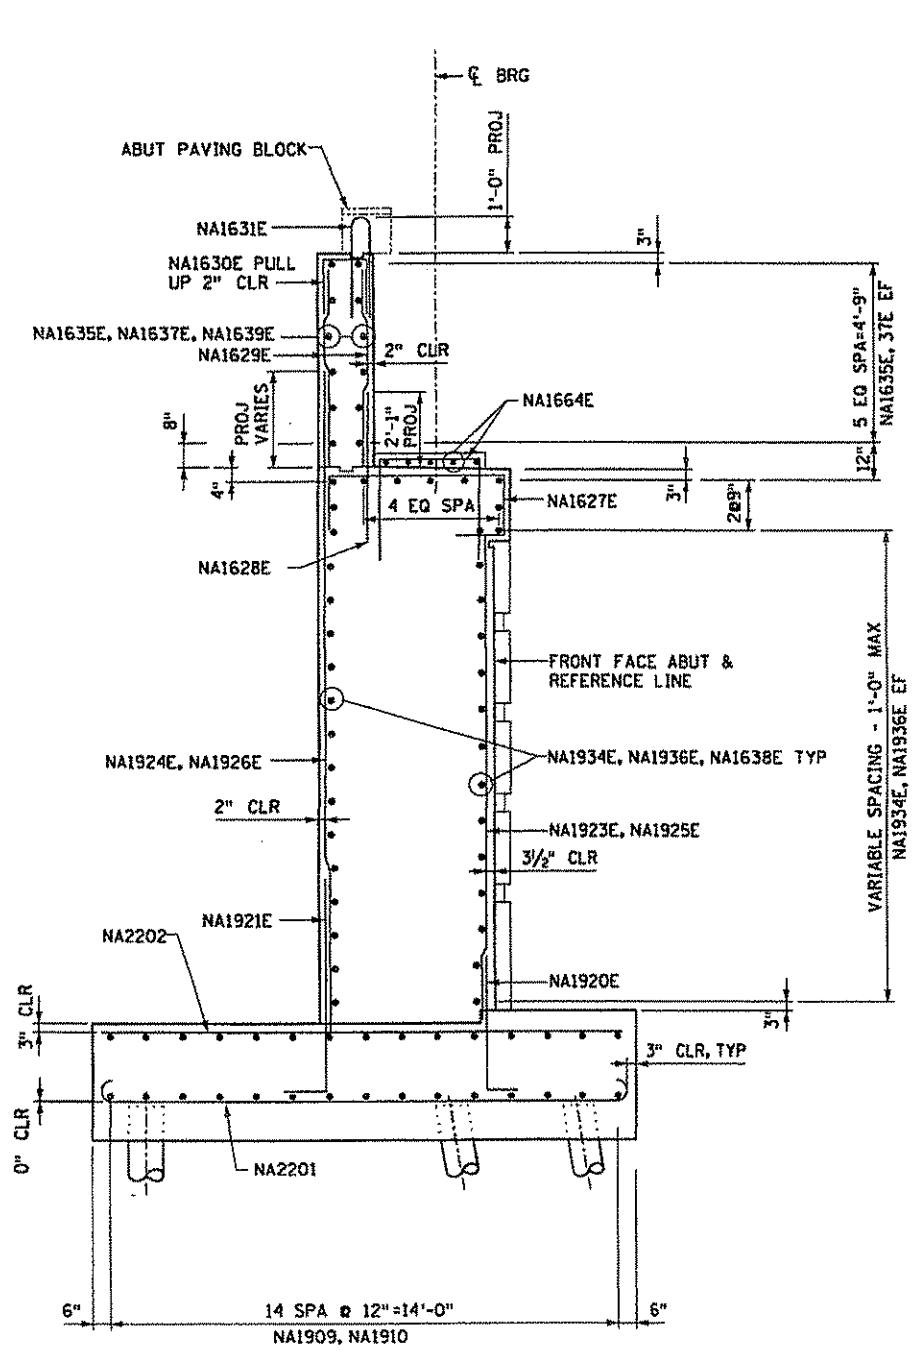 ℄ BRG
ABUT PAVING BLOCK
1'-0" PROJ
NA1631E
3"
NA1630E PULL
UP 2" CLR
NA1635E, NA1637E, NA1639E
NA1629E
2" CLR
5 EQ SPA=4'-9"
NA1635E, 37E EF
PROJ
VARIES
8"
2'-1"
PROJ
NA1664E
12"
4"
3"
4 EQ SPA
NA1627E
2@9"
NA1628E
FRONT FACE ABUT &
REFERENCE LINE
VARIABLE SPACING - 1'-0" MAX
NA1934E, NA1936E EF
NA1924E, NA1926E
NA1934E, NA1936E, NA1638E TYP
2" CLR
NA1923E, NA1925E
3½" CLR
NA1921E
NA2202
NA1920E
3" CLR
3"
3" CLR, TYP
0" CLR
NA2201
6"
14 SPA @ 12"=14'-0"
6"
NA1909, NA1910